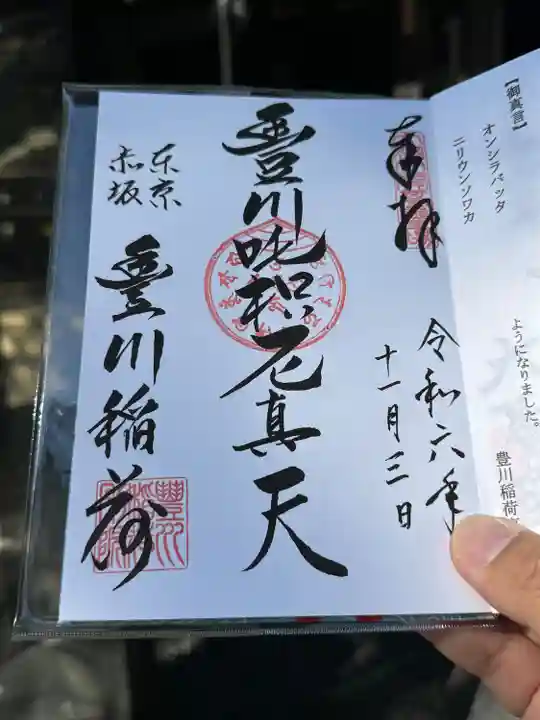 【御真言】
オンシラバッタ
ニリウンソワカ
ようになりました。
豊川稲荷
奉拝
令和六年
十一月三日
豊川吒枳尼真天
东京
赤坂
豊川稲荷